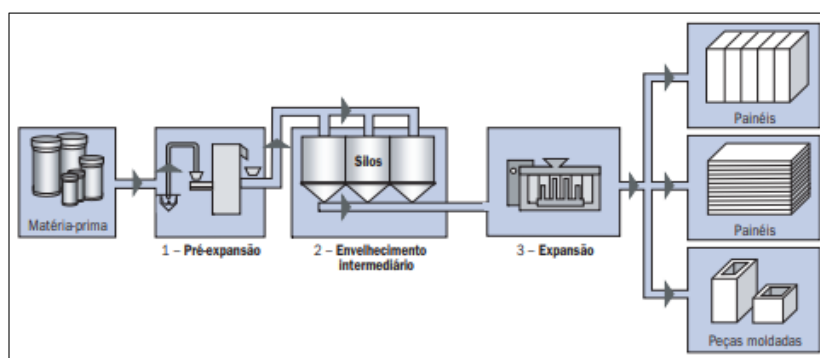 Matéria-prima
1 – Pré-expansão
Silos
2 – Envelhecimento
intermediário
3 – Expansão
Painéis
Painéis
Peças moldadas